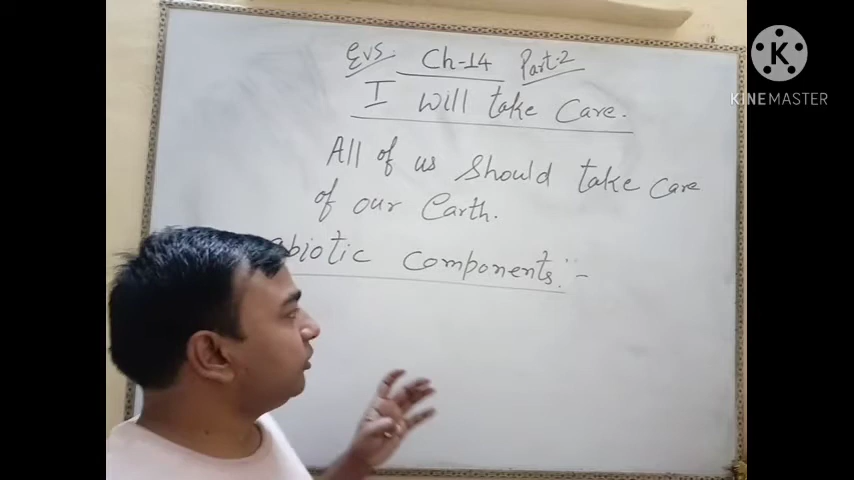 Evs. Ch-14 Part-2
I will take Care.
All of us should take care
of our Earth.
abiotic components:-
KINEMASTER